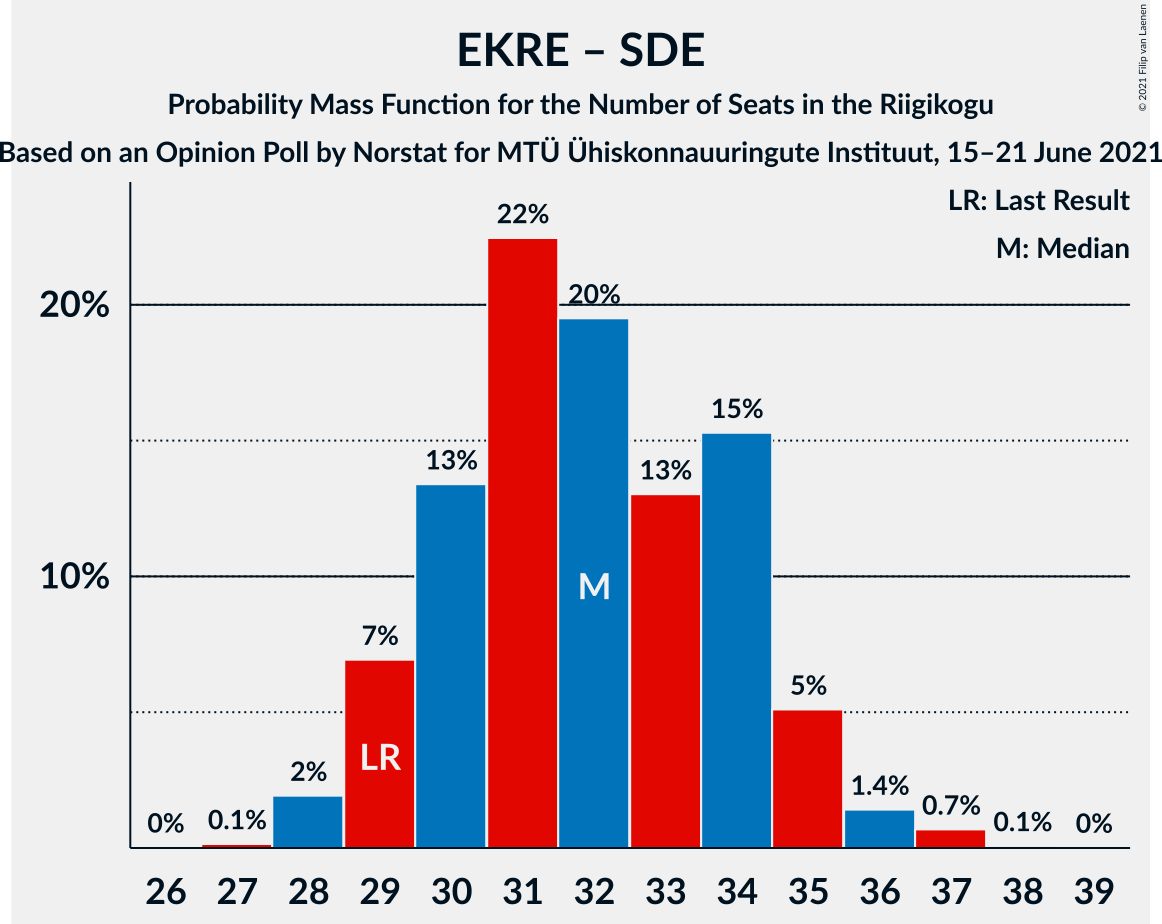 EKRE – SDE
Probability Mass Function for the Number of Seats in the Riigikogu
Based on an Opinion Poll by Norstat for MTÜ Ühiskonnauuringute Instituut, 15–21 June 2021
© 2021 Filip van Laenen
LR: Last Result
M: Median
20%
10%
0%
0.1%
2%
7%
13%
22%
20%
13%
15%
5%
1.4%
0.7%
0.1%
0%
LR
M
26 27 28 29 30 31 32 33 34 35 36 37 38 39